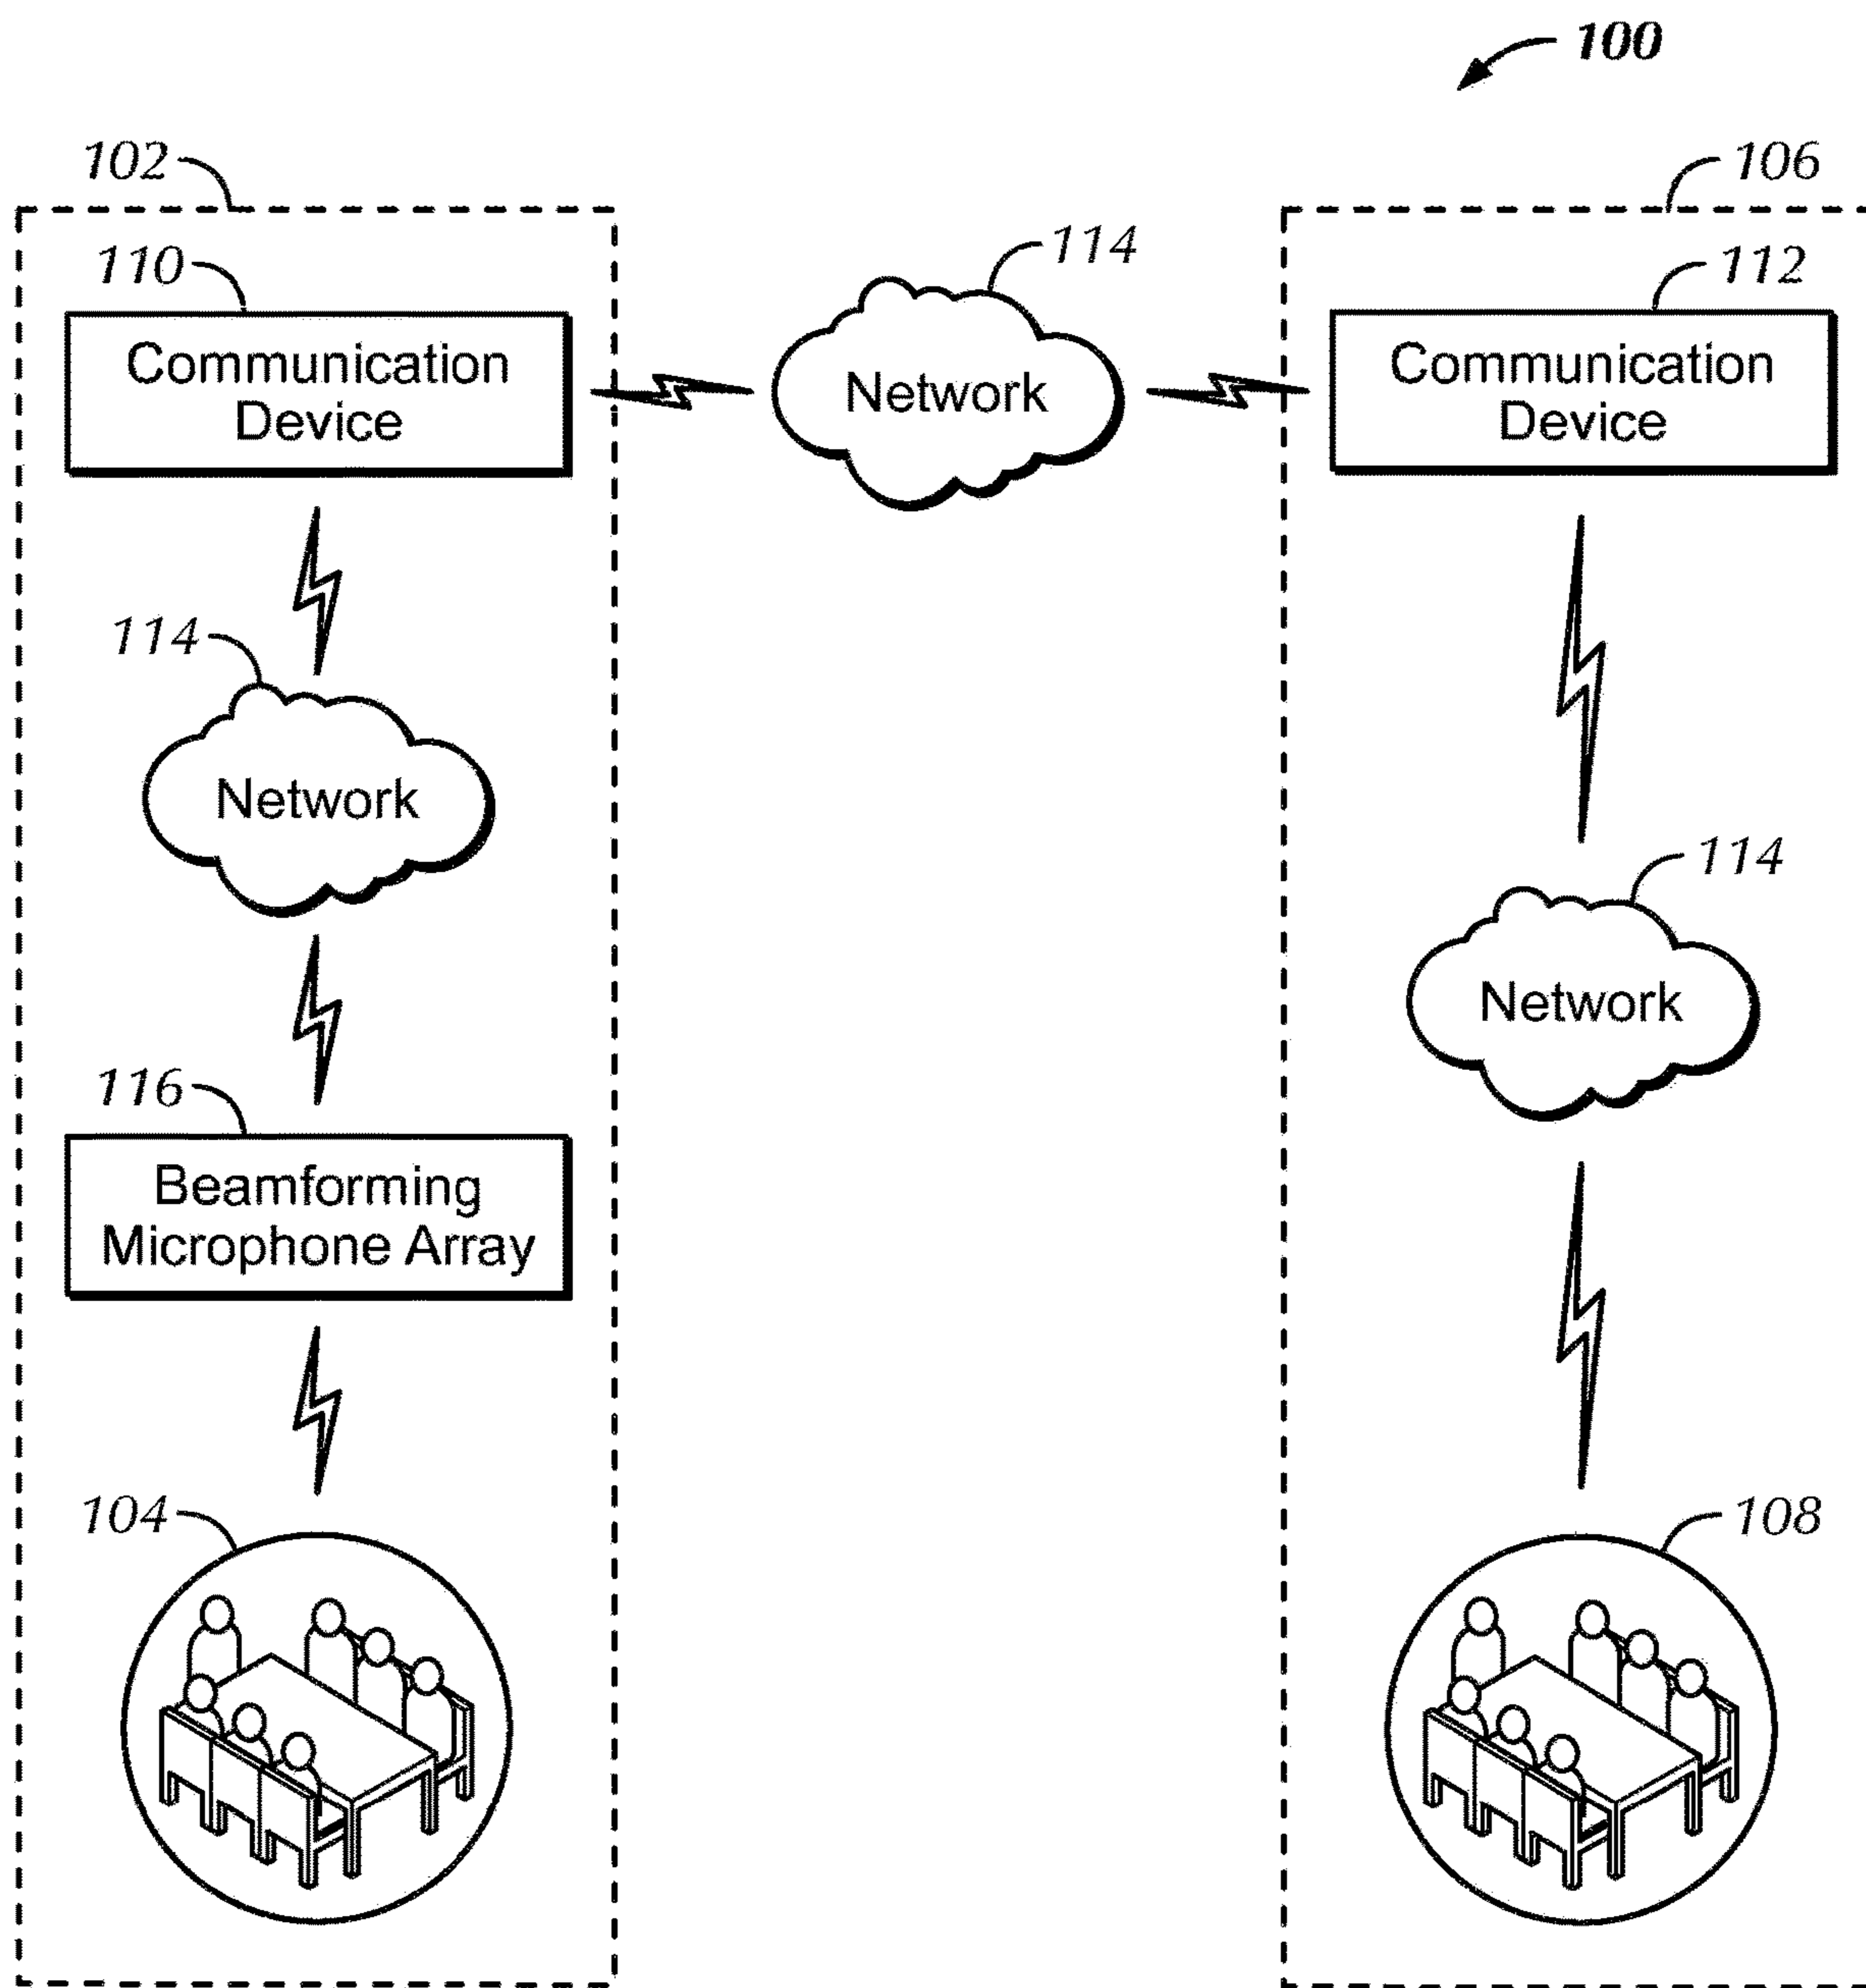 100
102
106
110
114
112
Communication
Device
Network
Communication
Device
114
Network
114
Network
116
Beamforming
Microphone Array
104
108